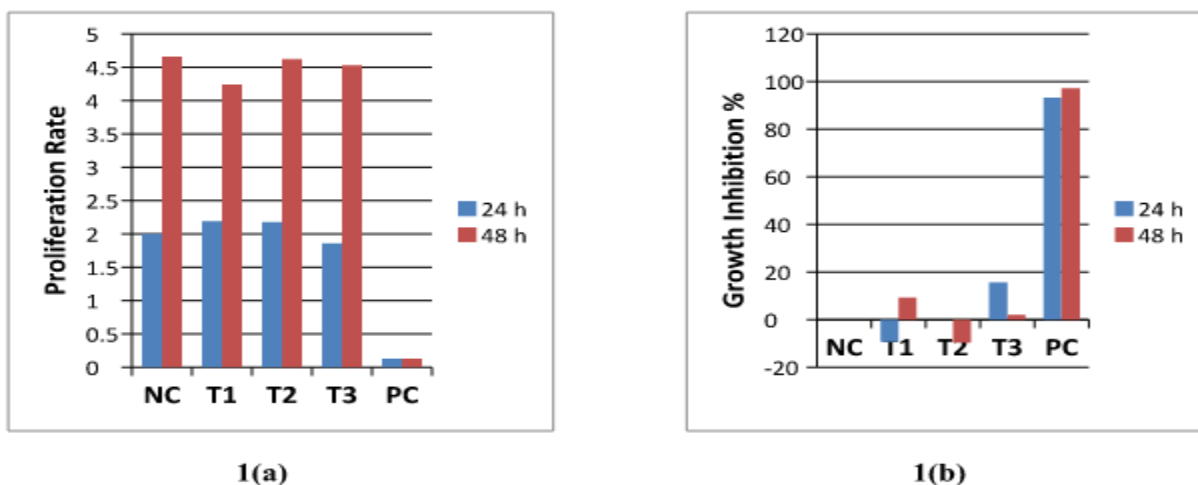 5
4.5
4
3.5
3
2.5
2
1.5
1
0.5
0
Proliferation Rate
NC T1 T2 T3 PC
24 h
48 h
1(a)
120
100
80
60
40
20
0
-20
Growth Inhibition %
NC T1 T2 T3 PC
24 h
48 h
1(b)